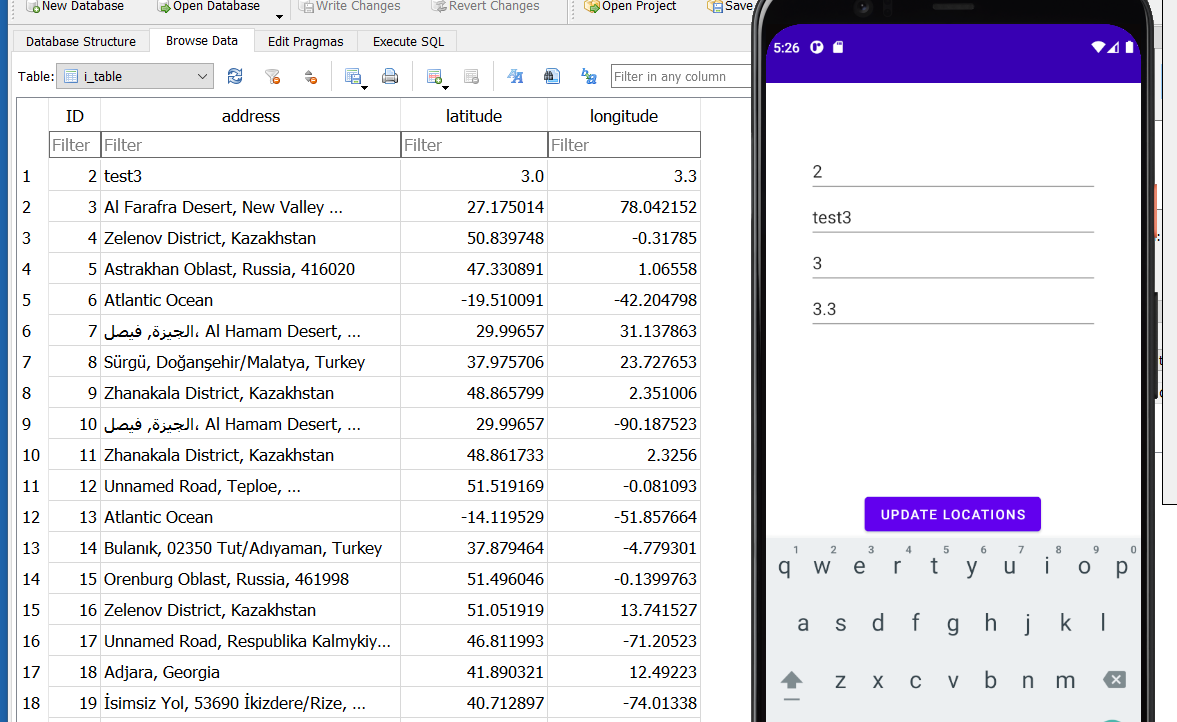 New Database Open Database Write Changes Revert Changes Open Project Save
Database Structure Browse Data Edit Pragmas Execute SQL
Table: i_table Filter in any column
ID address latitude longitude
Filter Filter Filter Filter
1 2 test3 3.0 3.3
2 3 Al Farafra Desert, New Valley ... 27.175014 78.042152
3 4 Zelenov District, Kazakhstan 50.839748 -0.31785
4 5 Astrakhan Oblast, Russia, 416020 47.330891 1.06558
5 6 Atlantic Ocean -19.510091 -42.204798
6 7 الجيزة, فيصل، Al Hamam Desert, ... 29.99657 31.137863
7 8 Sürgü, Doğanşehir/Malatya, Turkey 37.975706 23.727653
8 9 Zhanakala District, Kazakhstan 48.865799 2.351006
9 10 الجيزة, فيصل، Al Hamam Desert, ... 29.99657 -90.187523
10 11 Zhanakala District, Kazakhstan 48.861733 2.3256
11 12 Unnamed Road, Teploe, ... 51.519169 -0.081093
12 13 Atlantic Ocean -14.119529 -51.857664
13 14 Bulanık, 02350 Tut/Adıyaman, Turkey 37.879464 -4.779301
14 15 Orenburg Oblast, Russia, 461998 51.496046 -0.1399763
15 16 Zelenov District, Kazakhstan 51.051919 13.741527
16 17 Unnamed Road, Respublika Kalmykiy... 46.811993 -71.20523
17 18 Adjara, Georgia 41.890321 12.49223
18 19 İsimsiz Yol, 53690 İkizdere/Rize, ... 40.712897 -74.01338
5:26
2
test3
3
3.3
UPDATE LOCATIONS
1 2 3 4 5 6 7 8 9 0
q w e r t y u i o p
a s d f g h j k l
z x c v b n m